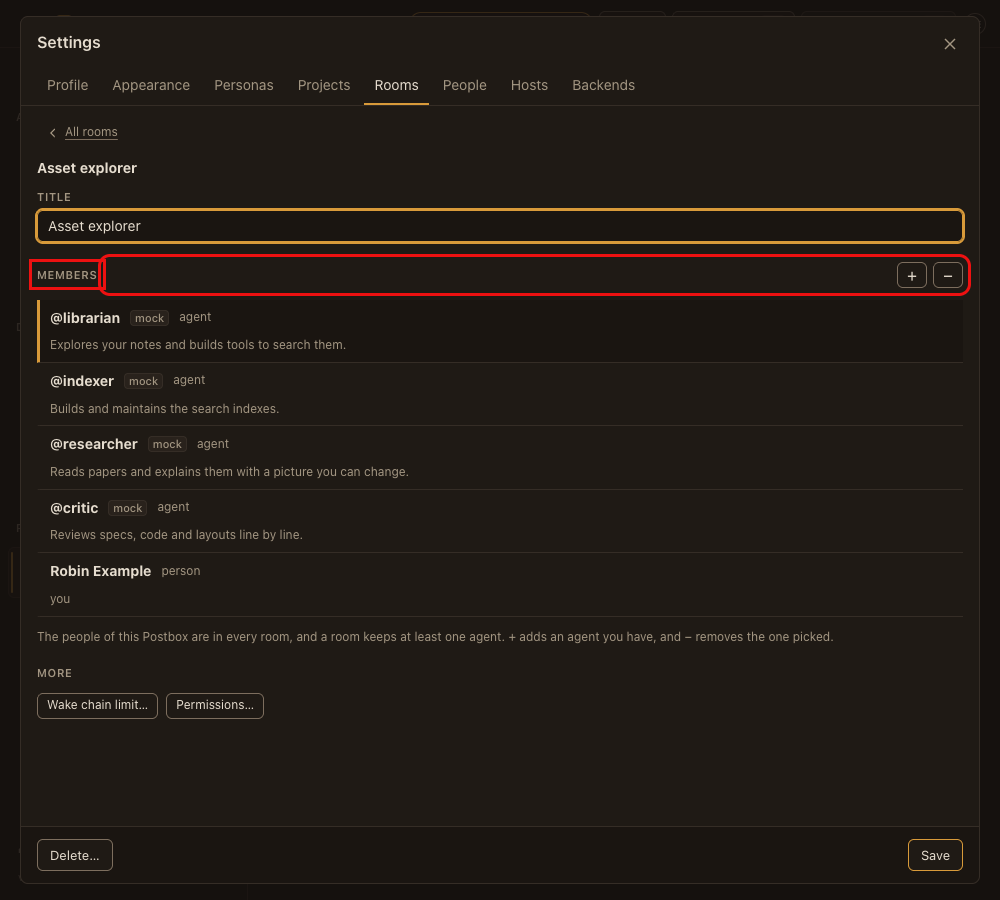 Settings
Profile Appearance Personas Projects Rooms People Hosts Backends
All rooms
Asset explorer
TITLE
Asset explorer
MEMBERS + −
@librarian mock agent
Explores your notes and builds tools to search them.
@indexer mock agent
Builds and maintains the search indexes.
@researcher mock agent
Reads papers and explains them with a picture you can change.
@critic mock agent
Reviews specs, code and layouts line by line.
Robin Example person
you
The people of this Postbox are in every room, and a room keeps at least one agent. + adds an agent you have, and − removes the one picked.
MORE
Wake chain limit… Permissions…
Delete… Save